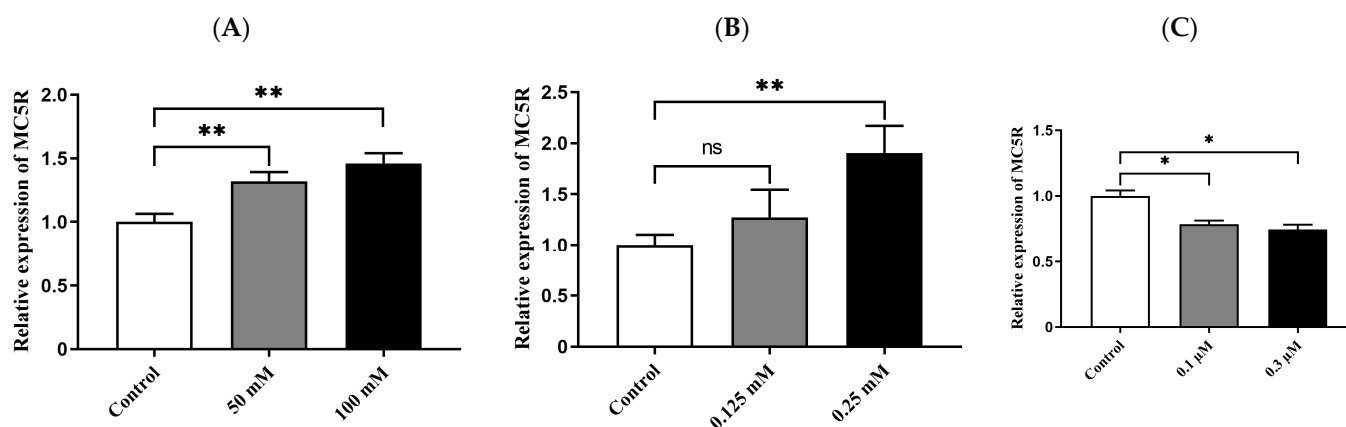 (A)
(B)
(C)
Relative expression of MC5R
2.0
1.5
1.0
0.5
0
**
**
Control
50 mM
100 mM
Relative expression of MC5R
2.5
2.0
1.5
1.0
0.5
0
**
ns
Control
0.125 mM
0.25 mM
Relative expression of MC5R
1.5
1.0
0.5
0
*
*
Control
0.1 μM
0.3 μM